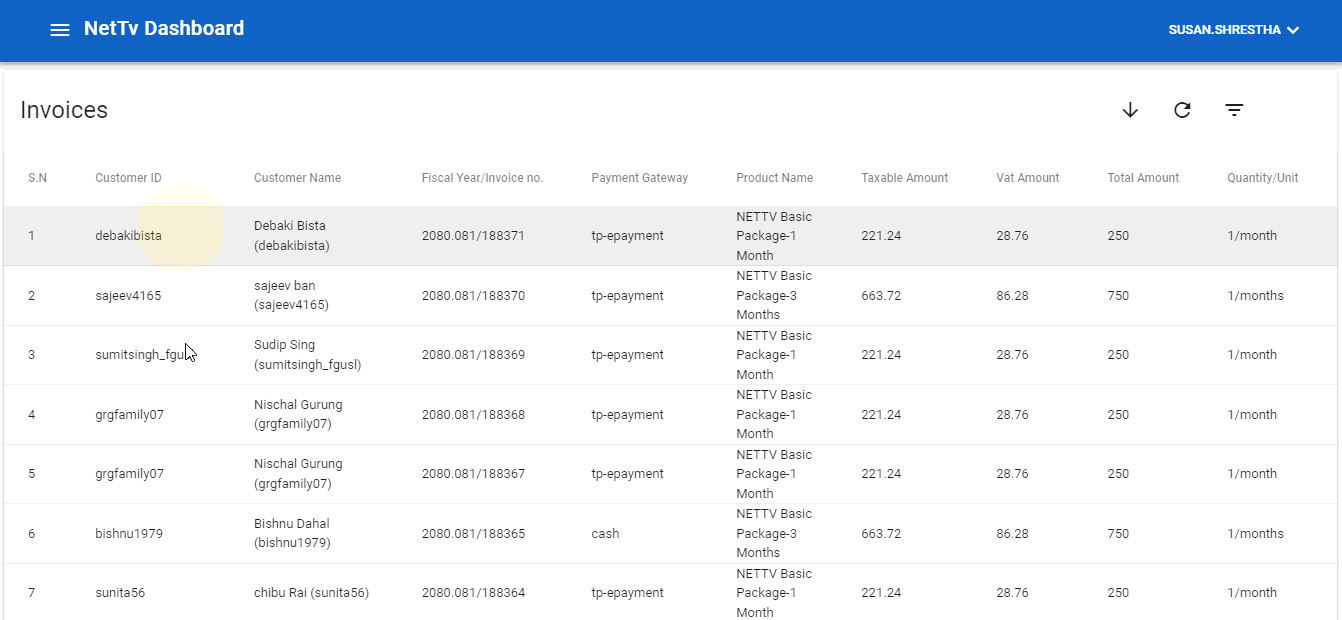 NetTv Dashboard
SUSAN.SHRESTHA
Invoices
S.N Customer ID Customer Name Fiscal Year/Invoice no. Payment Gateway Product Name Taxable Amount Vat Amount Total Amount Quantity/Unit
1 debakibista Debaki Bista (debakibista) 2080.081/188371 tp-epayment NETTV Basic Package-1 Month 221.24 28.76 250 1/month
2 sajeev4165 sajeev ban (sajeev4165) 2080.081/188370 tp-epayment NETTV Basic Package-3 Months 663.72 86.28 750 1/months
3 sumitsingh_fgusl Sudip Sing (sumitsingh_fgusl) 2080.081/188369 tp-epayment NETTV Basic Package-1 Month 221.24 28.76 250 1/month
4 grgfamily07 Nischal Gurung (grgfamily07) 2080.081/188368 tp-epayment NETTV Basic Package-1 Month 221.24 28.76 250 1/month
5 grgfamily07 Nischal Gurung (grgfamily07) 2080.081/188367 tp-epayment NETTV Basic Package-1 Month 221.24 28.76 250 1/month
6 bishnu1979 Bishnu Dahal (bishnu1979) 2080.081/188365 cash NETTV Basic Package-3 Months 663.72 86.28 750 1/months
7 sunita56 chibu Rai (sunita56) 2080.081/188364 tp-epayment NETTV Basic Package-1 Month 221.24 28.76 250 1/month